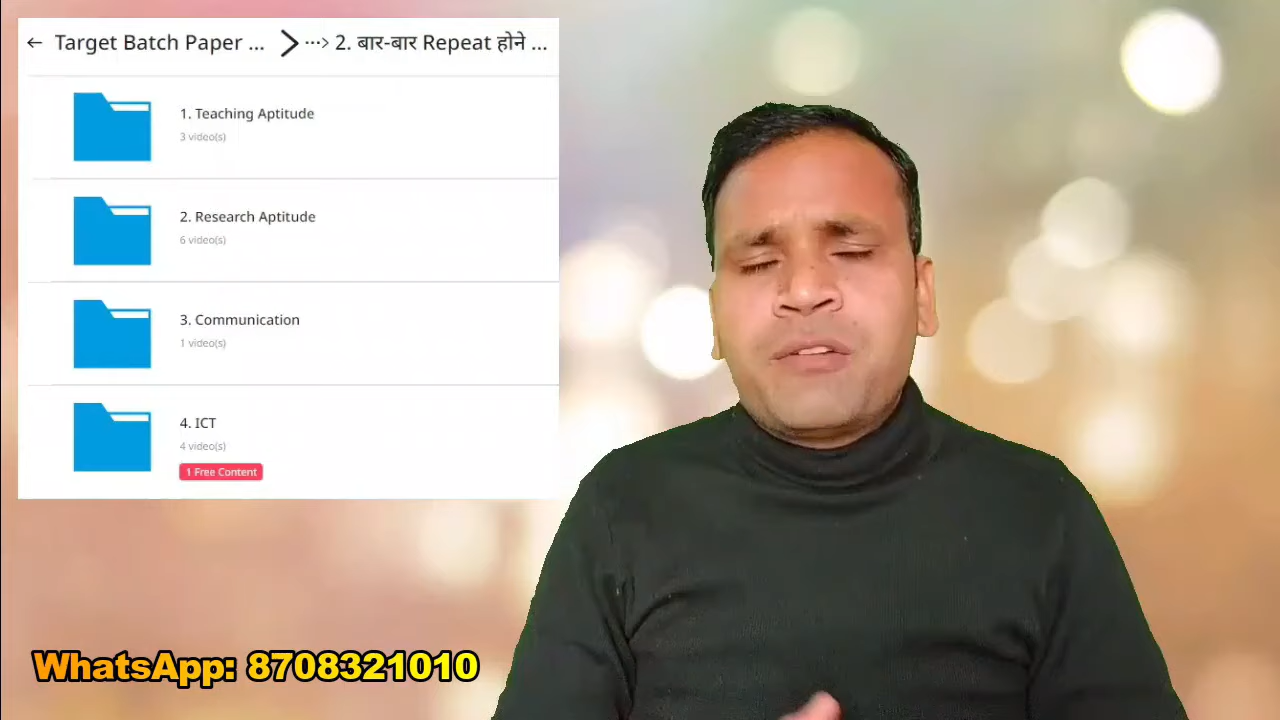 ← Target Batch Paper ... > ···> 2. बार-बार Repeat होने ...
1. Teaching Aptitude
3 video(s)
2. Research Aptitude
6 video(s)
3. Communication
1 video(s)
4. ICT
4 video(s)
1 Free Content
WhatsApp: 8708321010